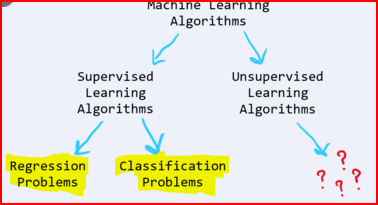 Machine Learning
Algorithms
Supervised
Learning
Algorithms
Unsupervised
Learning
Algorithms
Regression
Problems
Classification
Problems
? ? ? ?